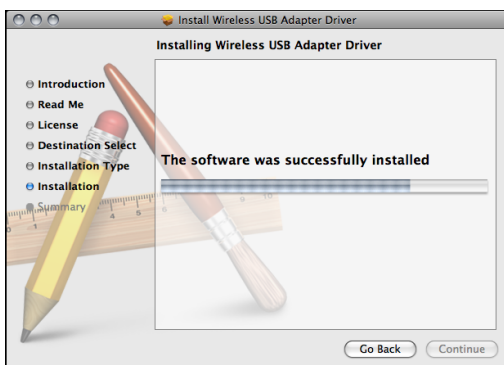 Install Wireless USB Adapter Driver
Installing Wireless USB Adapter Driver
Introduction
Read Me
License
Destination Select
Installation Type
Installation
Summary
The software was successfully installed
Go Back
Continue